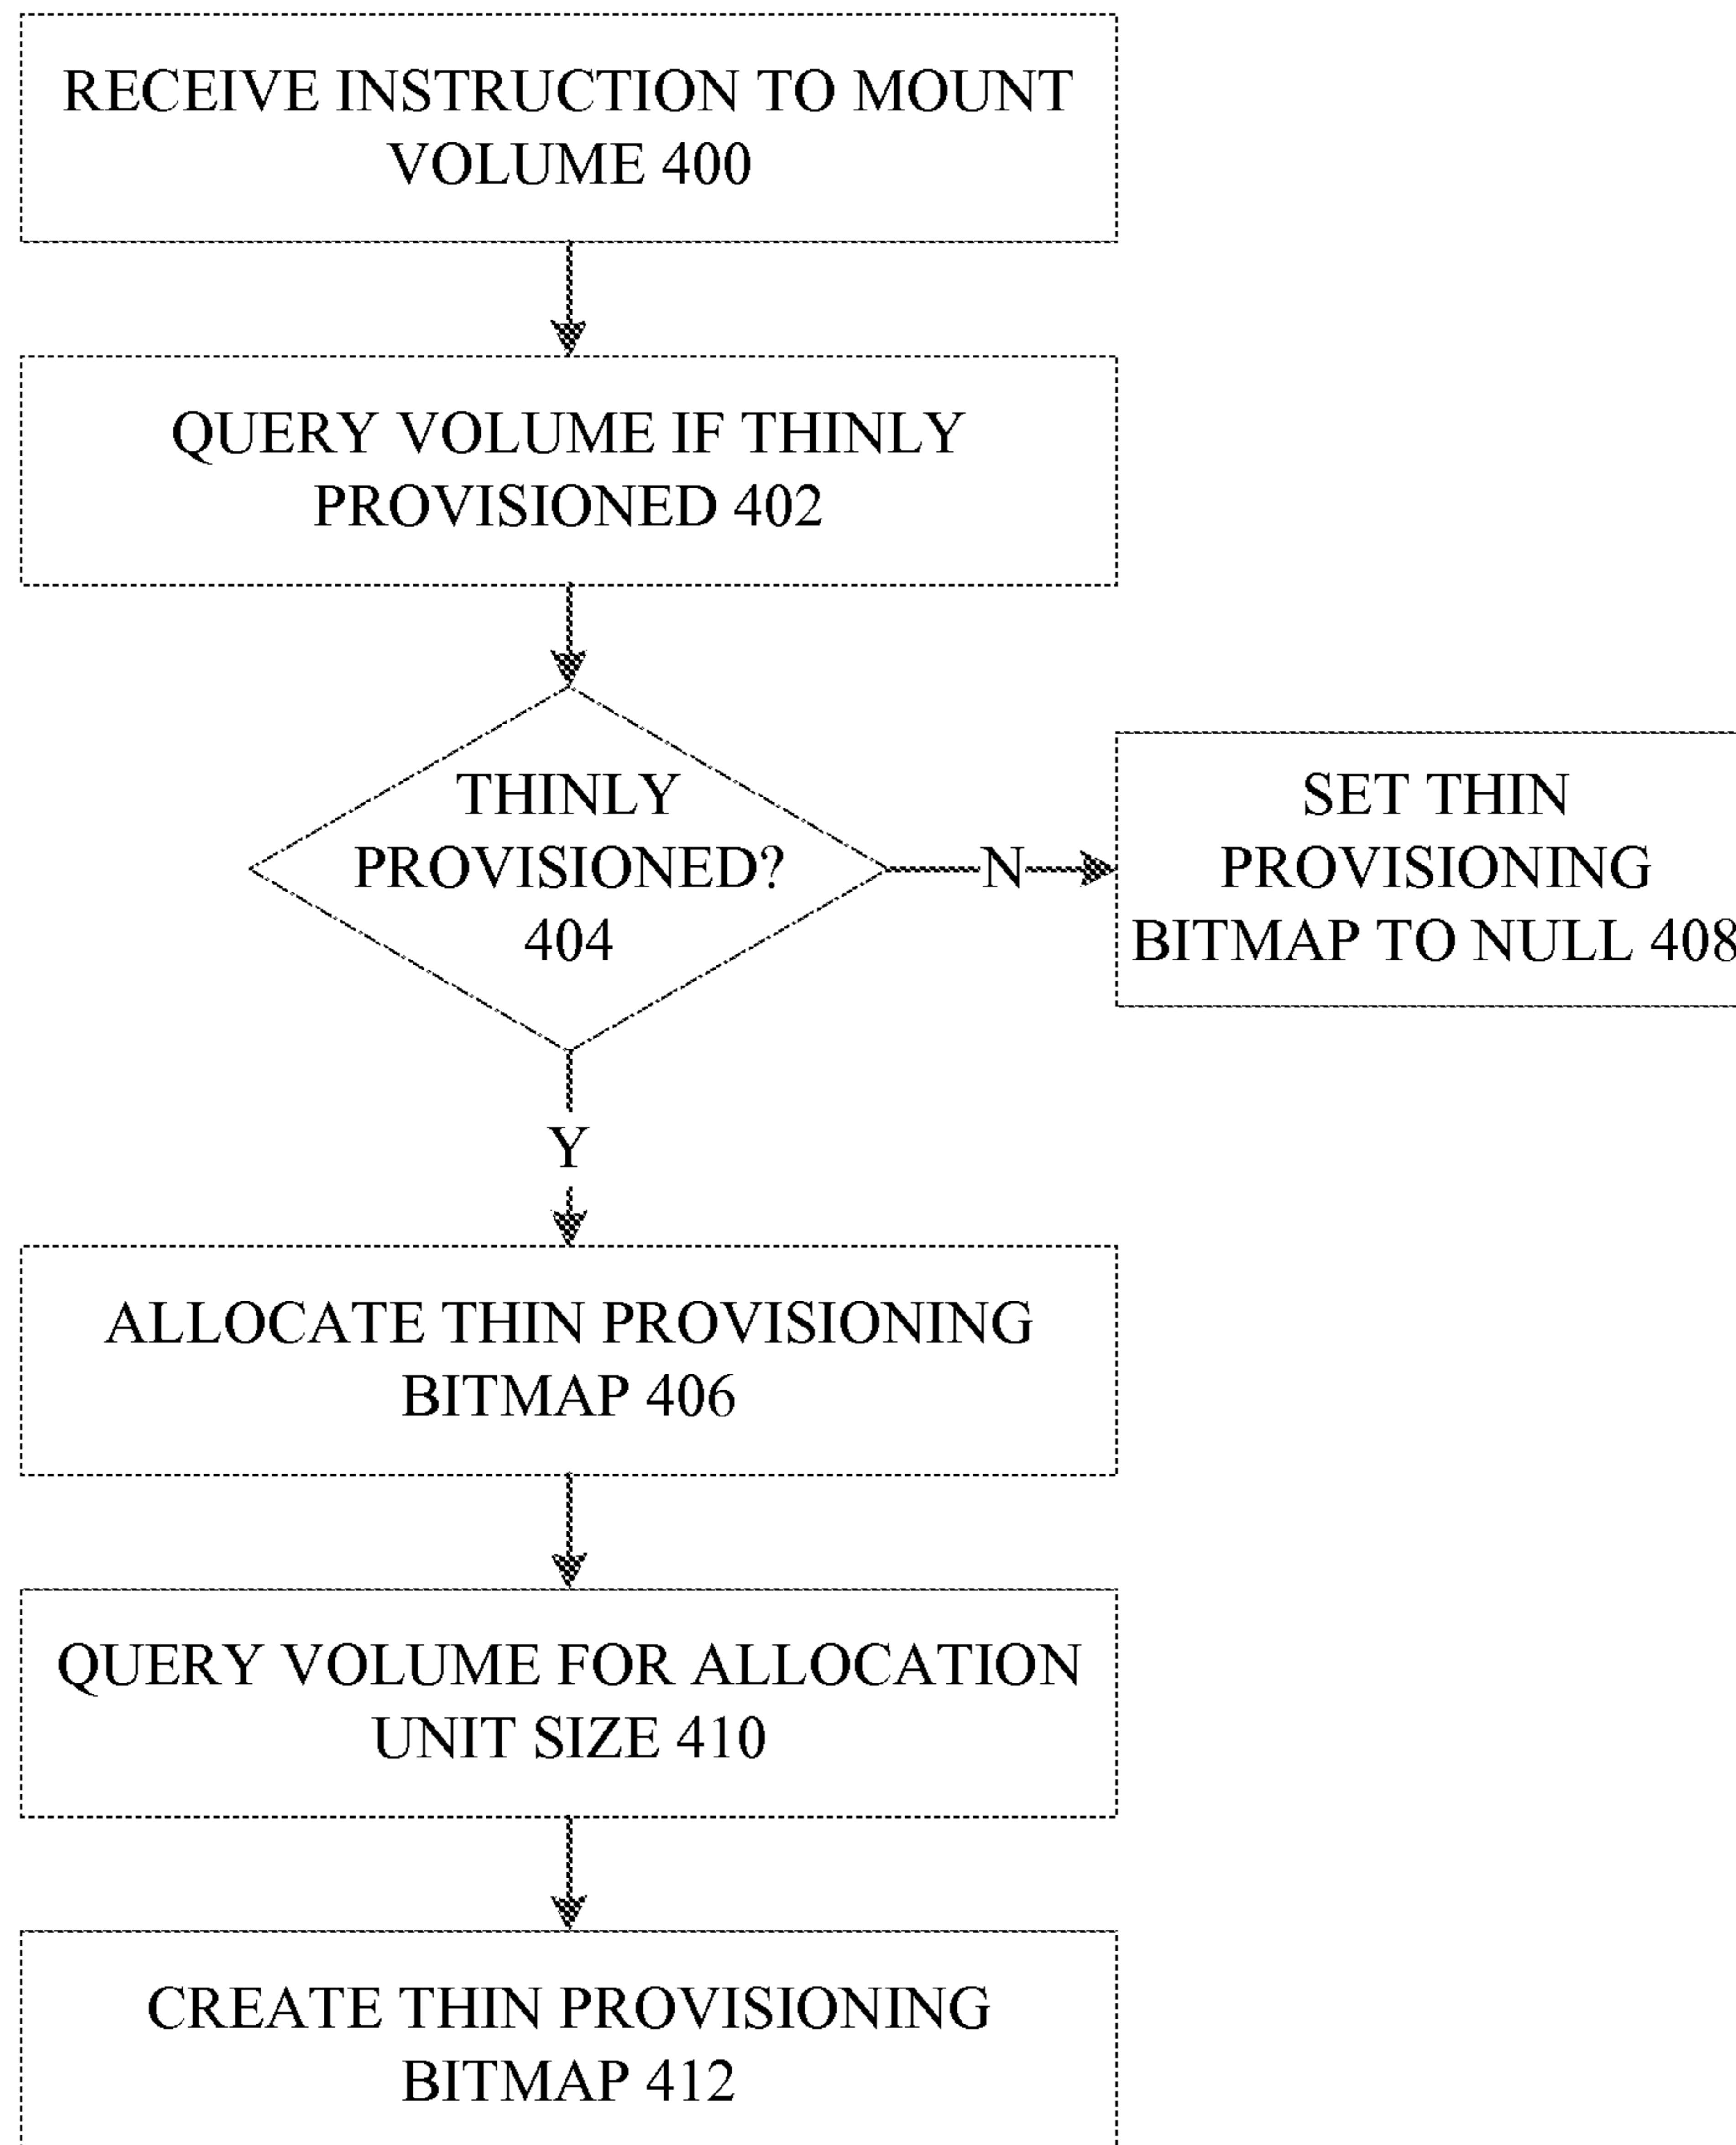 RECEIVE INSTRUCTION TO MOUNT
VOLUME 400
QUERY VOLUME IF THINLY
PROVISIONED 402
THINLY
PROVISIONED?
404
N
SET THIN
PROVISIONING
BITMAP TO NULL 408
Y
ALLOCATE THIN PROVISIONING
BITMAP 406
QUERY VOLUME FOR ALLOCATION
UNIT SIZE 410
CREATE THIN PROVISIONING
BITMAP 412